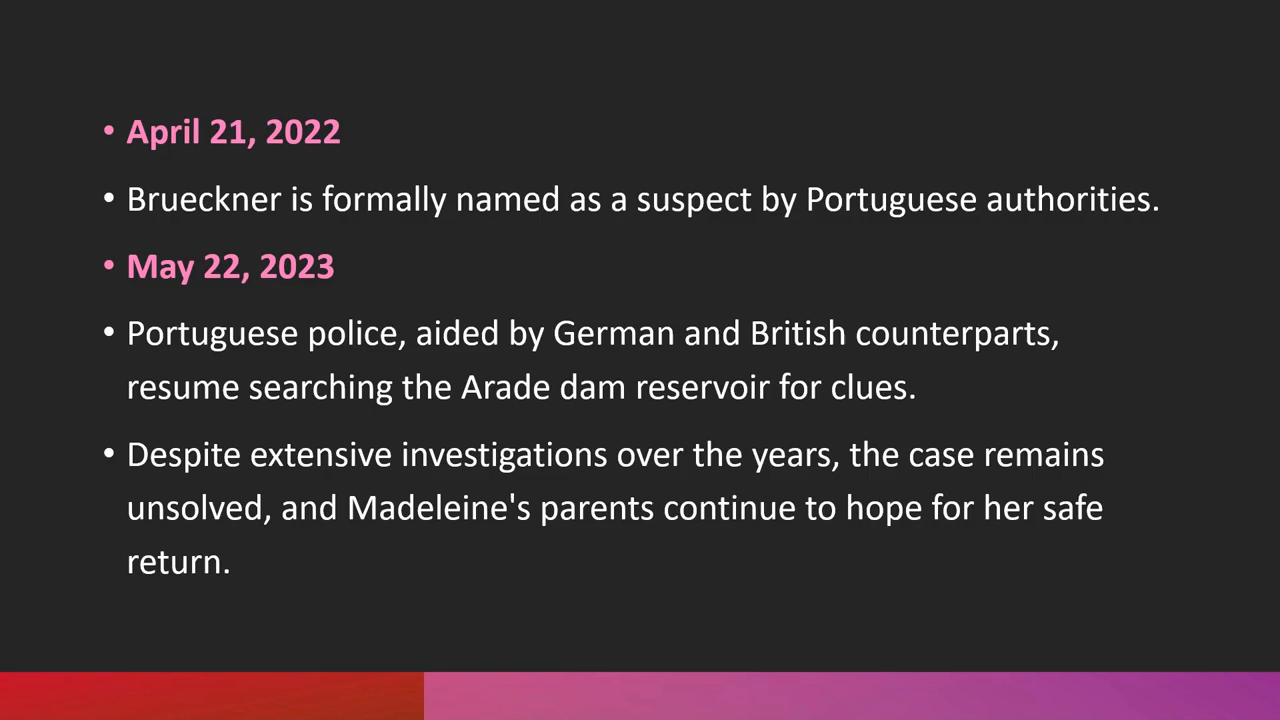 • April 21, 2022
• Brueckner is formally named as a suspect by Portuguese authorities.
• May 22, 2023
• Portuguese police, aided by German and British counterparts,
resume searching the Arade dam reservoir for clues.
• Despite extensive investigations over the years, the case remains
unsolved, and Madeleine's parents continue to hope for her safe
return.